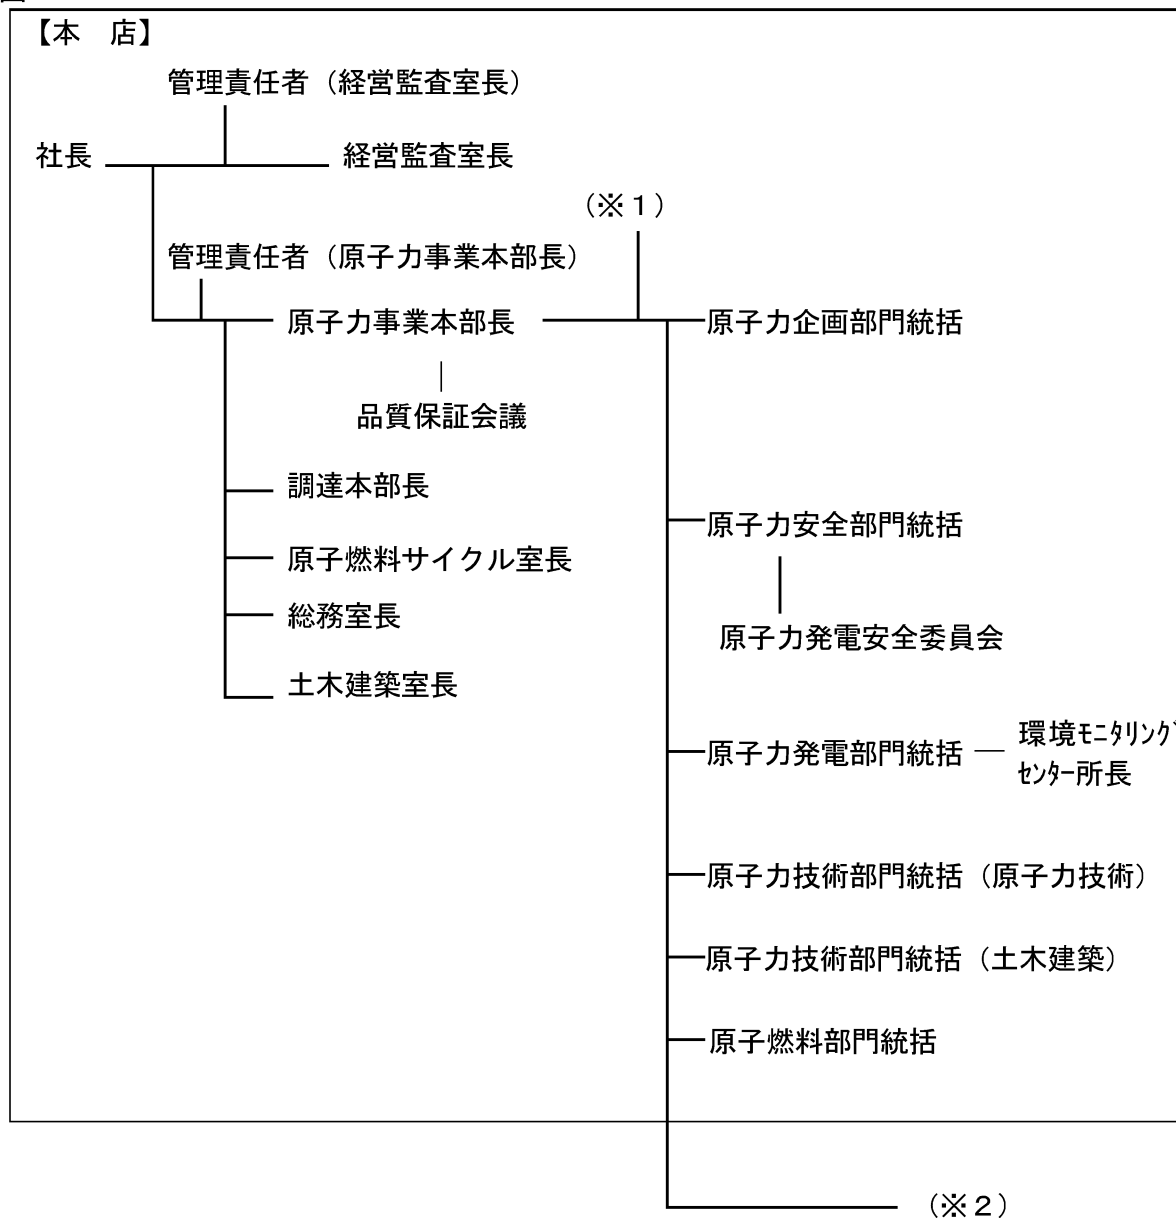 【本　店】
管理責任者（経営監査室長）
社長
経営監査室長
（※１）
管理責任者（原子力事業本部長）
原子力事業本部長
原子力企画部門統括
品質保証会議
調達本部長
原子力安全部門統括
原子燃料サイクル室長
総務室長
原子力発電安全委員会
土木建築室長
原子力発電部門統括
環境ﾓﾆﾀﾘﾝｸﾞ
ｾﾝﾀｰ所長
原子力技術部門統括（原子力技術）
原子力技術部門統括（土木建築）
原子燃料部門統括
（※２）